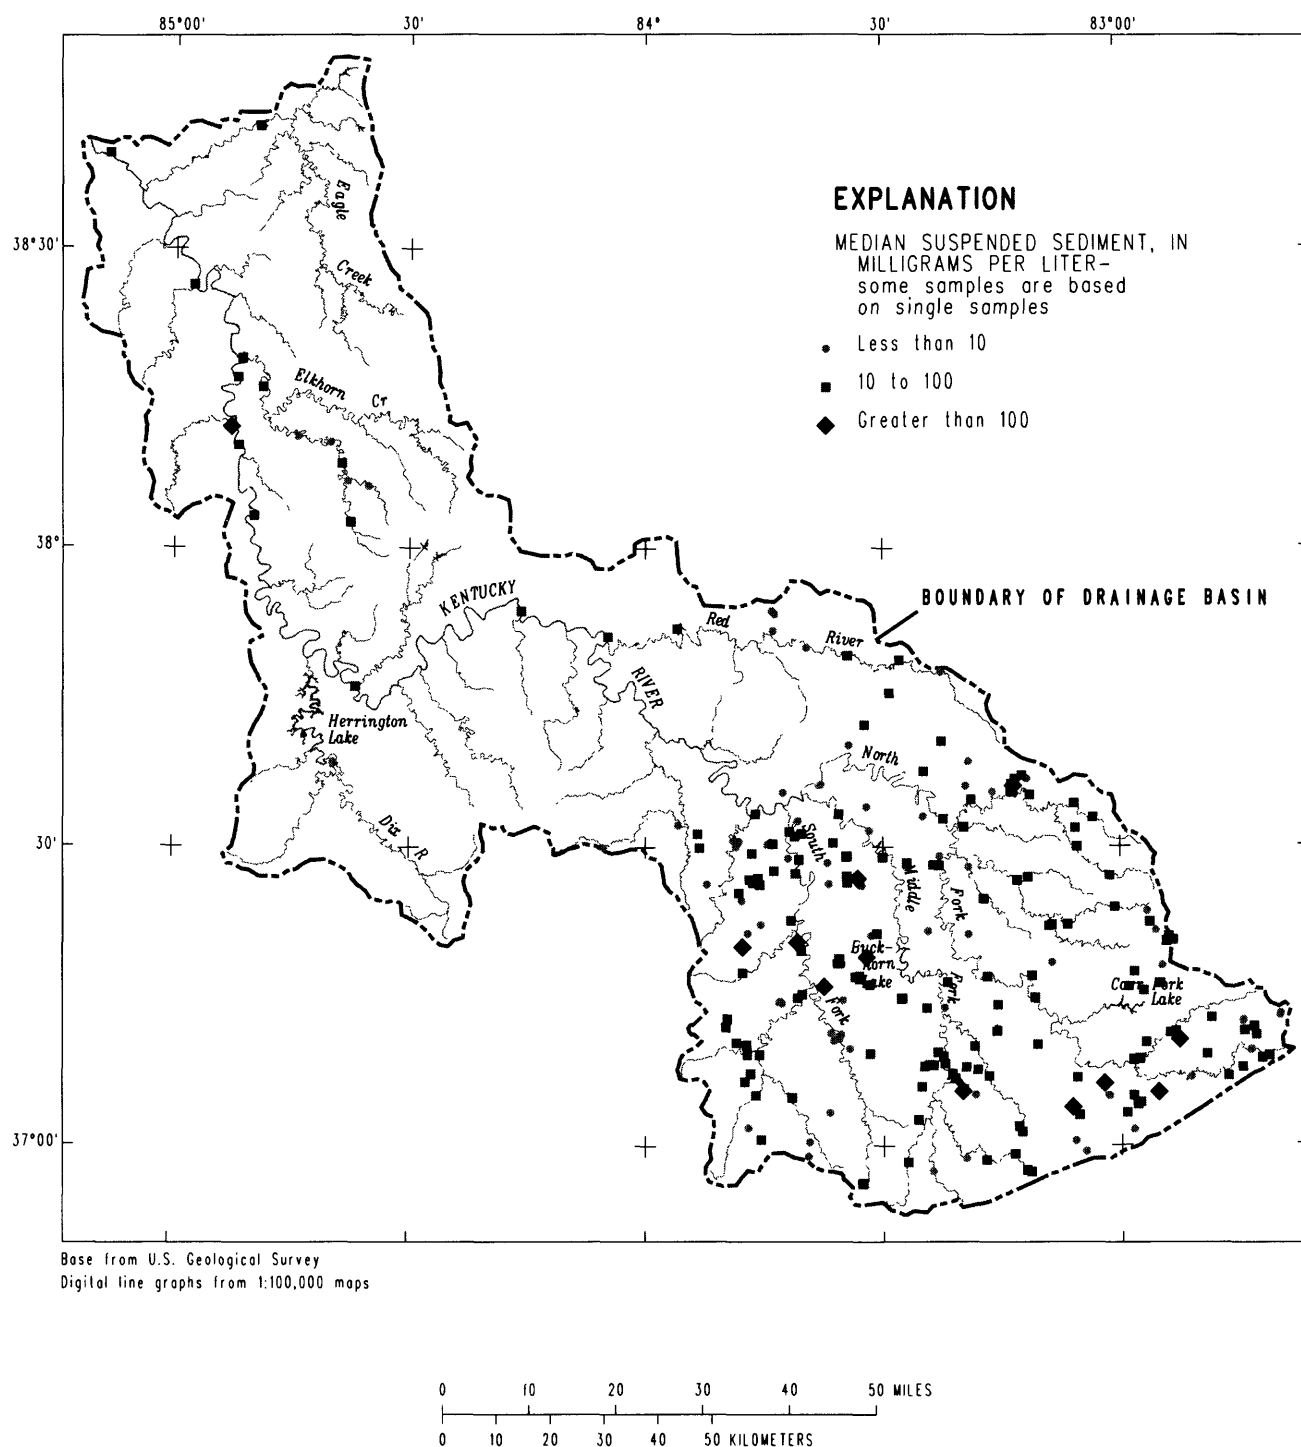 85°00' 30' 84° 30' 83°00'
EXPLANATION
MEDIAN SUSPENDED SEDIMENT, IN
MILLIGRAMS PER LITER—
some samples are based
on single samples
Less than 10
10 to 100
Greater than 100
38°30'
Eagle
Creek
Elkhorn Cr
38°
BOUNDARY OF DRAINAGE BASIN
KENTUCKY
RIVER
Red
River
Herrington
Lake
North
Dix R
30'
South
Middle
Fork
Buck-
horn
Lake
Fork
Fork
Carr Fork
Lake
37°00'
Base from U.S. Geological Survey
Digital line graphs from 1:100,000 maps
0 10 20 30 40 50 MILES
0 10 20 30 40 50 KILOMETERS